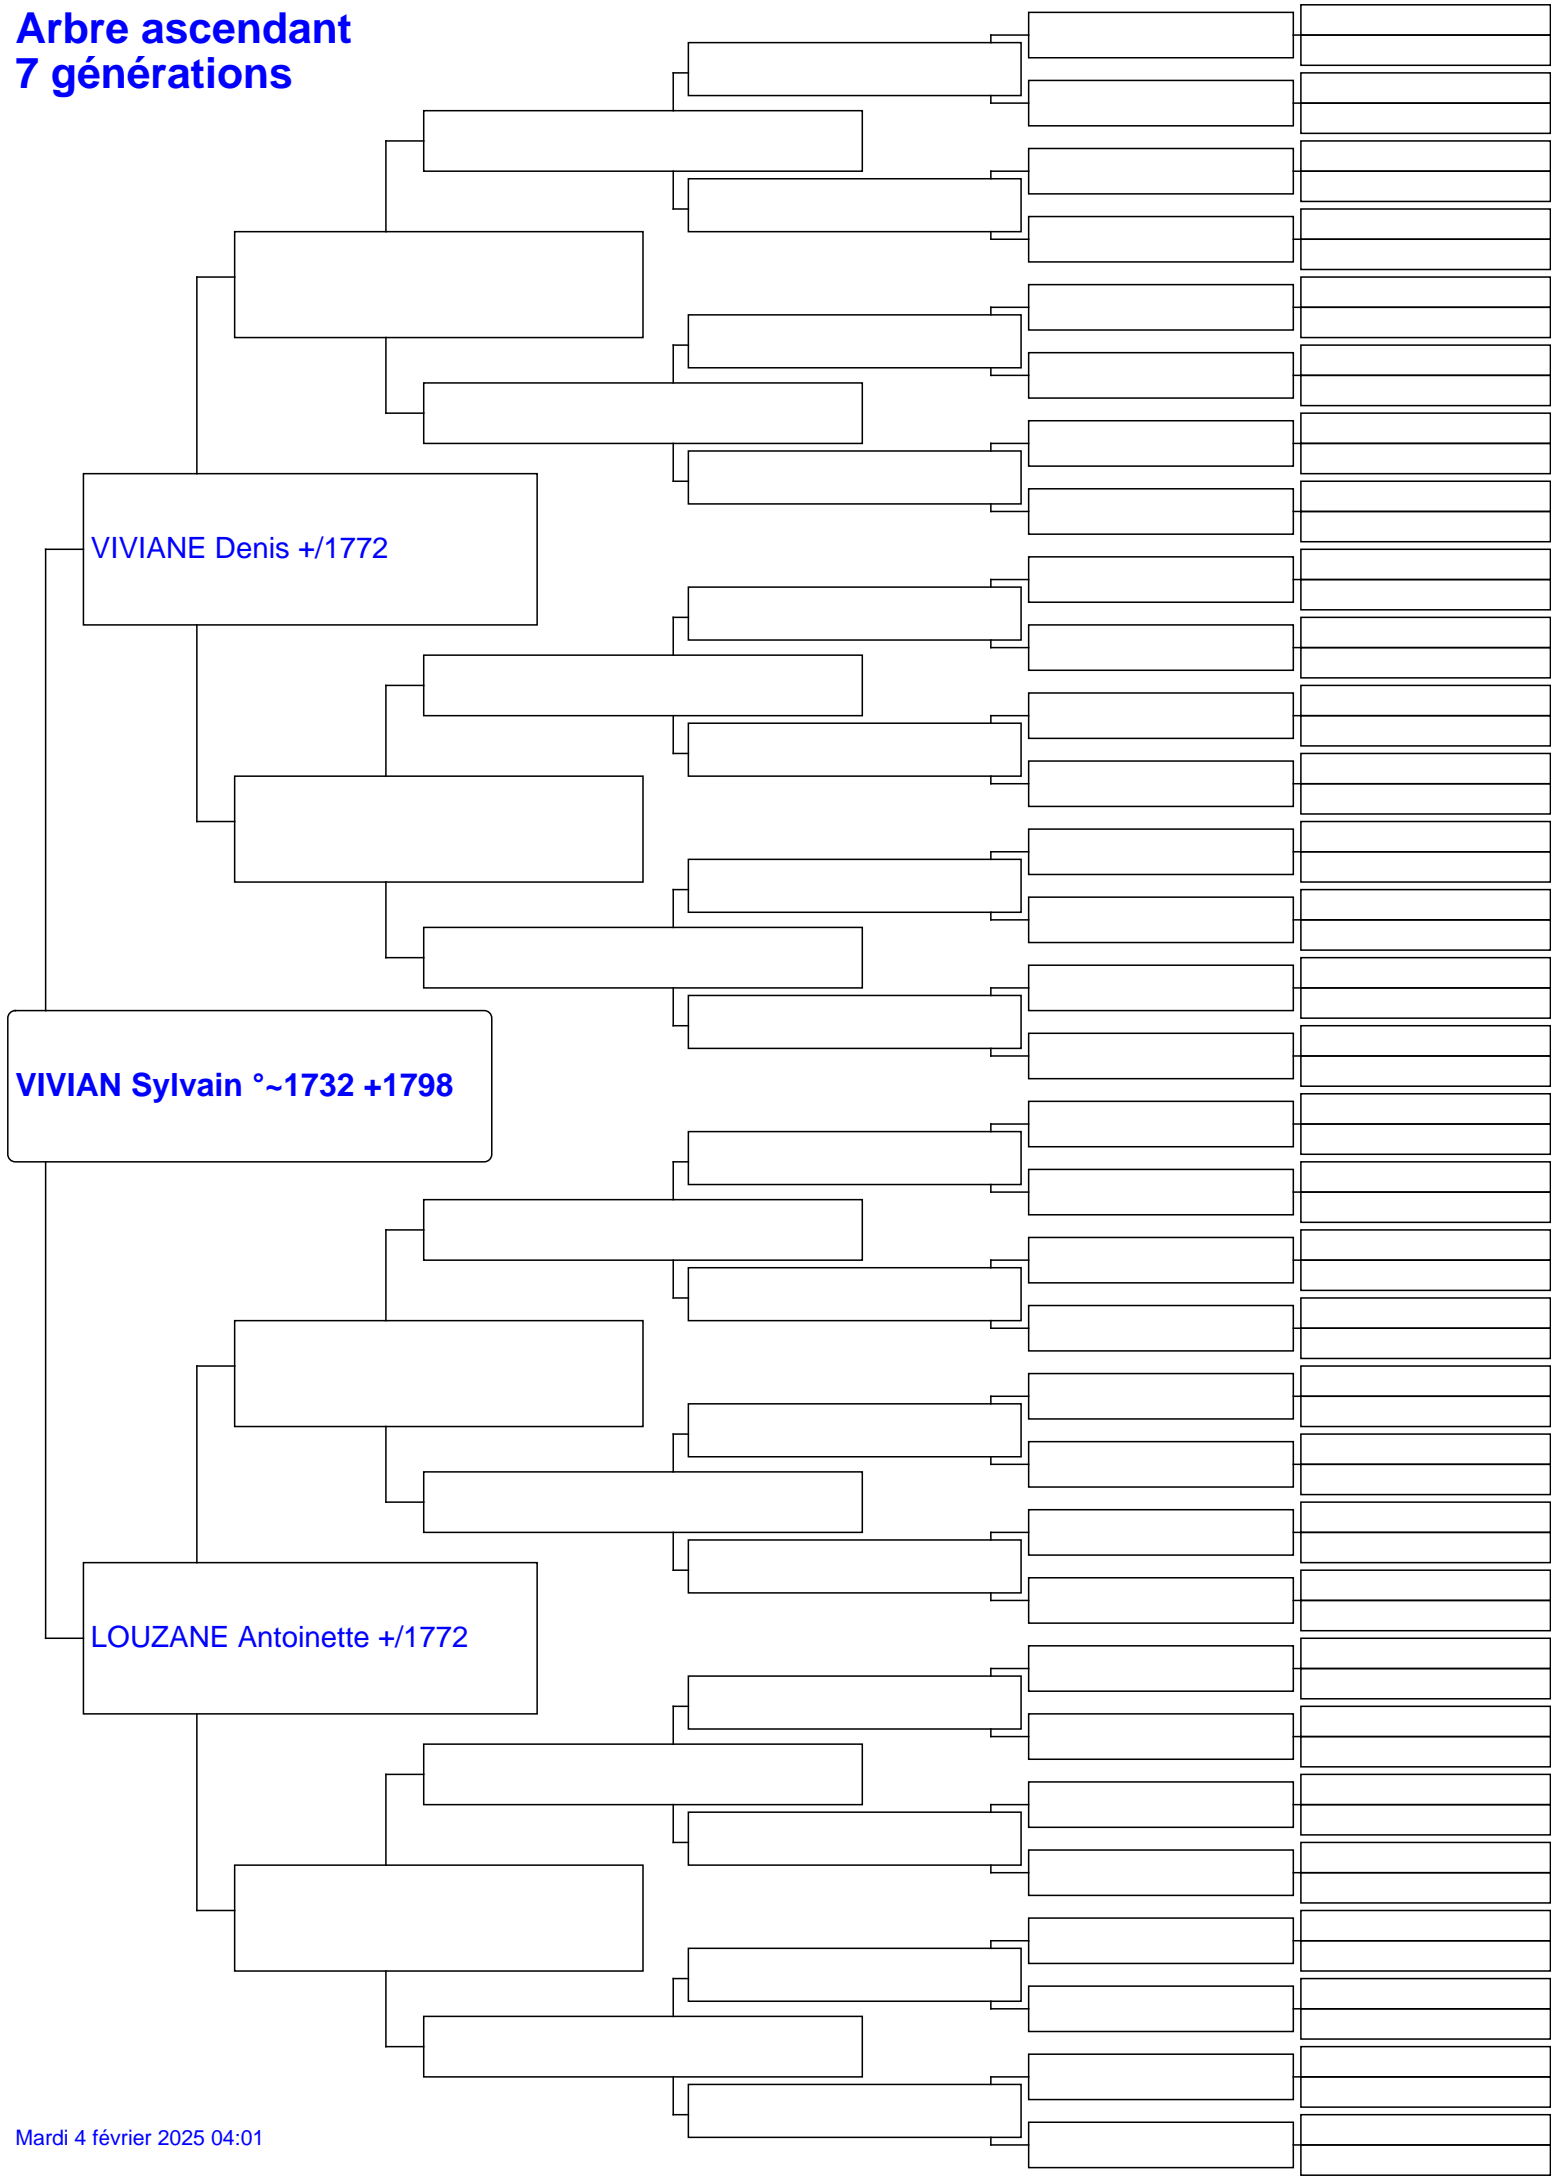 Arbre ascendant
7 générations
VIVIANE Denis +/1772
VIVIAN Sylvain °~1732 +1798
LOUZANE Antoinette +/1772
Mardi 4 février 2025 04:01